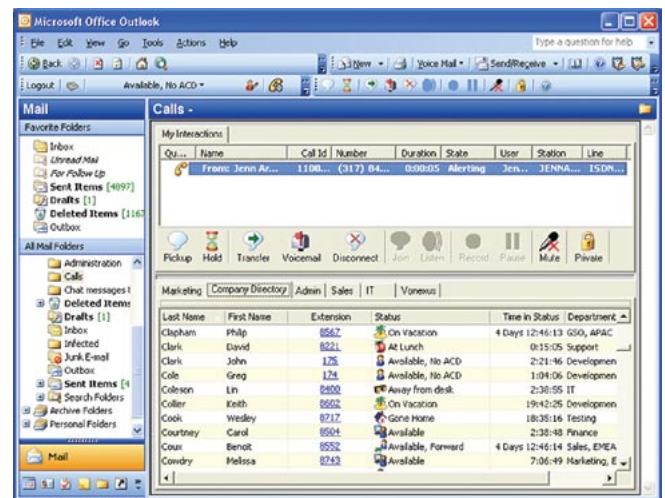 Microsoft Office Outlook
File Edit View Go Tools Actions Help
Type a question for help
Back
New Voice Mail Send/Receive
Logout Available, No ACD
Mail
Calls -
Favorite Folders
Inbox
Unread Mail
For Follow Up
Sent Items [4897]
Drafts [1]
Deleted Items [1167
Outbox
All Mail Folders
Administration
Calls
Chat messages t
Deleted Items
Drafts [1]
Inbox
Infected
Junk E-mail
Outbox
Sent Items [4
Search Folders
Archive Folders
Personal Folders
Mail
My Interactions
Qu... Name Call Id Number Duration State User Station Line
From: Jenn Ar... 1100... (317) 84... 0:00:05 Alerting Jen... JENNA... ISDN...
Pickup Hold Transfer Voicemail Disconnect Join Listen Record Pause Mute Private
Marketing Company Directory Admin Sales IT Vonexus
Last Name First Name Extension Status Time in Status Department
Clapham Philip 8567 On Vacation 4 Days 12:46:13 GSO, APAC
Clark David 8221 At Lunch 0:15:05 Support
Clark John 175 Available, No ACD 2:21:46 Developmen
Cole Greg 174 Available, No ACD 1:04:06 Developmen
Coleson Lin 8400 Away from desk 2:38:55 IT
Collier Keith 8602 On Vacation 19:42:25 Developmen
Cook Wesley 8717 Gone Home 18:35:16 Testing
Courtney Carol 8504 Available 2:38:48 Finance
Coux Benoit 8552 Available, Forward 4 Days 12:46:14 Sales, EMEA
Cowdry Melissa 8743 Available 7:06:49 Marketing, E